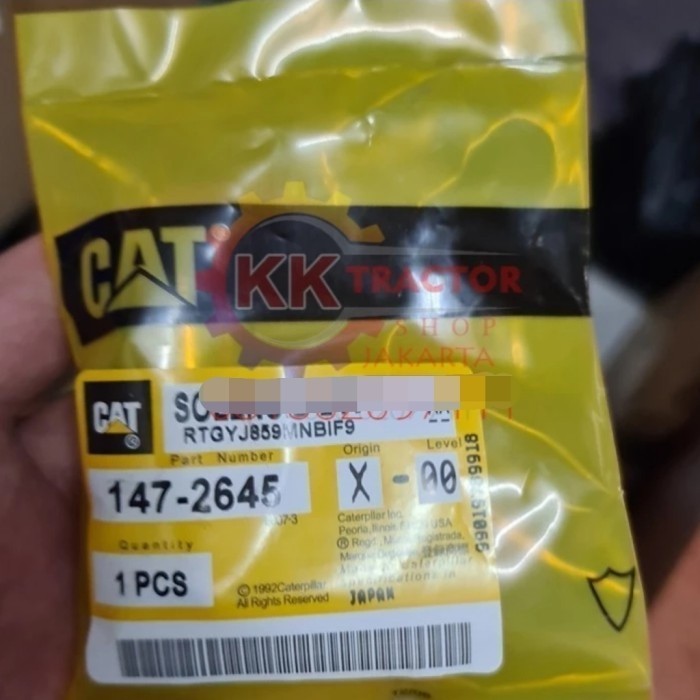 CAT
KK TRACTOR
SHOP
JAKARTA
CAT
RTGYJ859MNBIF9
Part Number
Origin
Level
147-2645
X - 00
Caterpillar Inc.
Quantity
1 PCS
© 1992Caterpillar
All Rights Reserved
JAPAN